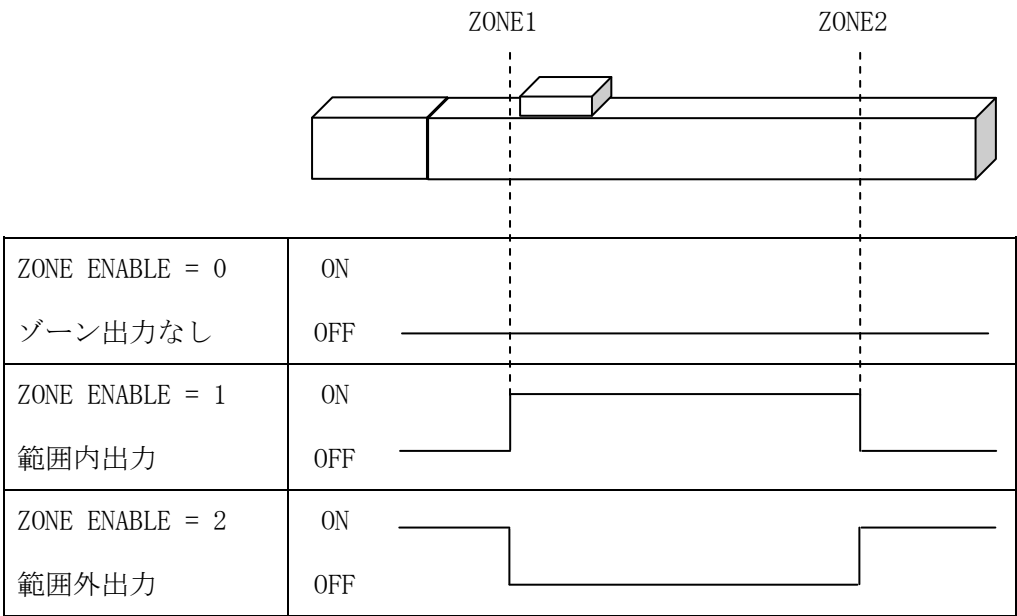 ZONE1 ZONE2
ZONE ENABLE = 0 ON
ゾーン出力なし OFF
ZONE ENABLE = 1 ON
範囲内出力 OFF
ZONE ENABLE = 2 ON
範囲外出力 OFF